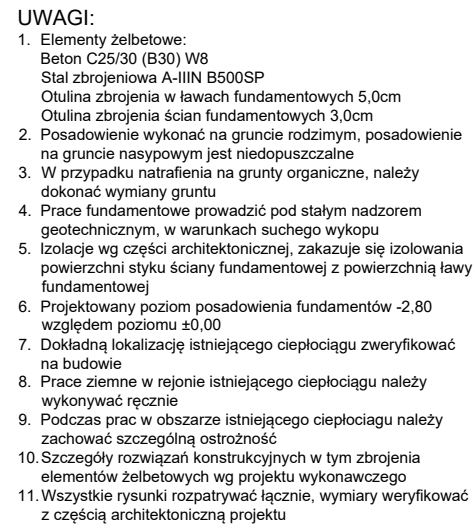 UWAGI:
1. Elementy żelbetowe:
Beton C25/30 (B30) W8
Stal zbrojeniowa A-IIIN B500SP
Otulina zbrojenia w ławach fundamentowych 5,0cm
Otulina zbrojenia ścian fundamentowych 3,0cm
2. Posadowienie wykonać na gruncie rodzimym, posadowienie
na gruncie nasypowym jest niedopuszczalne
3. W przypadku natrafienia na grunty organiczne, należy
dokonać wymiany gruntu
4. Prace fundamentowe prowadzić pod stałym nadzorem
geotechnicznym, w warunkach suchego wykopu
5. Izolacje wg części architektonicznej, zakazuje się izolowania
powierzchni styku ściany fundamentowej z powierzchnią ławy
fundamentowej
6. Projektowany poziom posadowienia fundamentów -2,80
względem poziomu ±0,00
7. Dokładną lokalizację istniejącego ciepłociągu zweryfikować
na budowie
8. Prace ziemne w rejonie istniejącego ciepłociągu należy
wykonywać ręcznie
9. Podczas prac w obszarze istniejącego ciepłociagu należy
zachować szczególną ostrożność
10.Szczegóły rozwiązań konstrukcyjnych w tym zbrojenia
elementów żelbetowych wg projektu wykonawczego
11.Wszystkie rysunki rozpatrywać łącznie, wymiary weryfikować
z częścią architektoniczną projektu